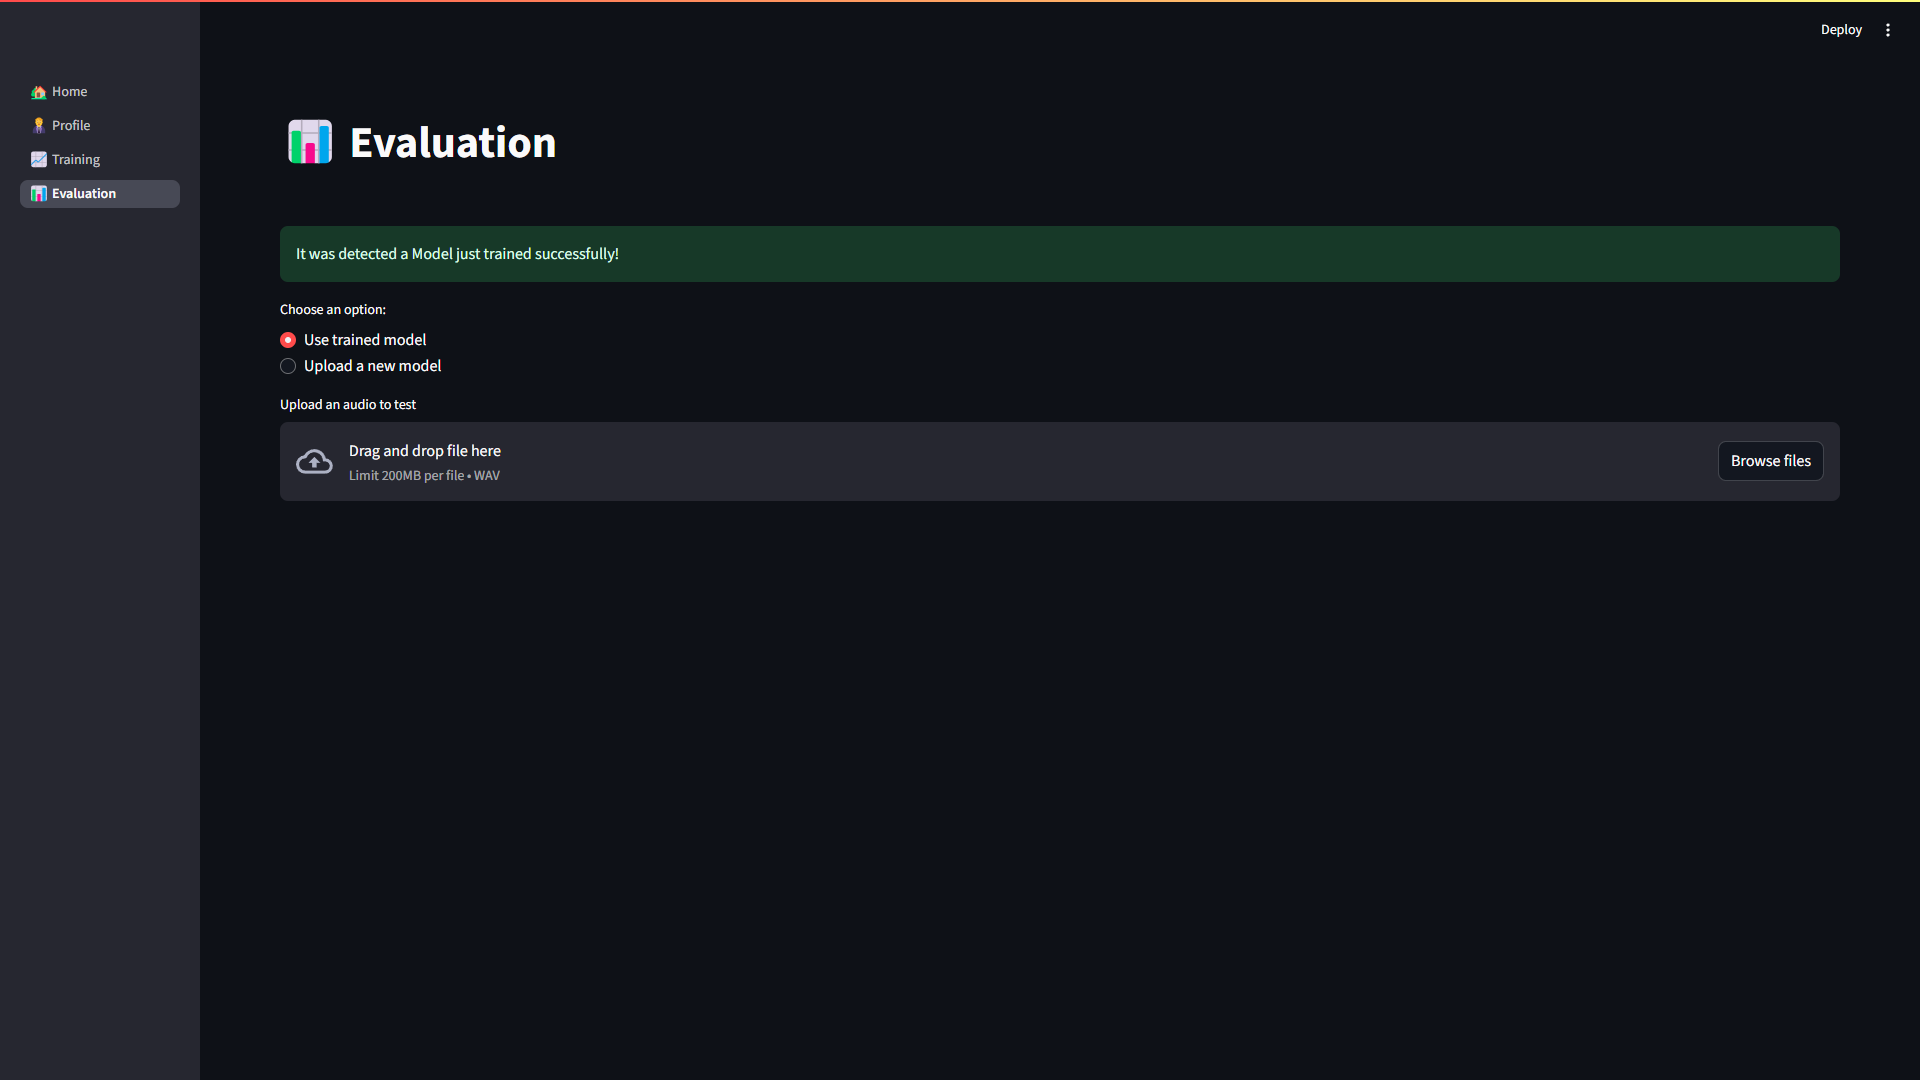 Deploy
Home
Profile
Training
Evaluation
Evaluation
It was detected a Model just trained successfully!
Choose an option:
Use trained model
Upload a new model
Upload an audio to test
Drag and drop file here
Limit 200MB per file • WAV
Browse files